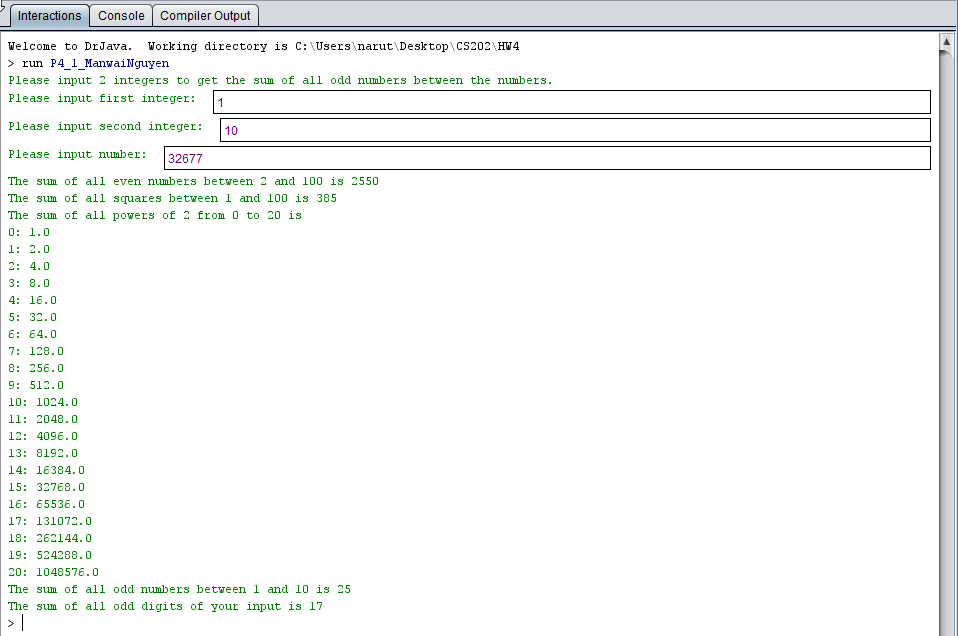 Interactions Console Compiler Output
Welcome to DrJava. Working directory is C:\Users\narut\Desktop\CS202\HW4
> run P4_1_ManwaiNguyen
Please input 2 integers to get the sum of all odd numbers between the numbers.
Please input first integer: 1
Please input second integer: 10
Please input number: 32677
The sum of all even numbers between 2 and 100 is 2550
The sum of all squares between 1 and 100 is 385
The sum of all powers of 2 from 0 to 20 is
0: 1.0
1: 2.0
2: 4.0
3: 8.0
4: 16.0
5: 32.0
6: 64.0
7: 128.0
8: 256.0
9: 512.0
10: 1024.0
11: 2048.0
12: 4096.0
13: 8192.0
14: 16384.0
15: 32768.0
16: 65536.0
17: 131072.0
18: 262144.0
19: 524288.0
20: 1048576.0
The sum of all odd numbers between 1 and 10 is 25
The sum of all odd digits of your input is 17
>